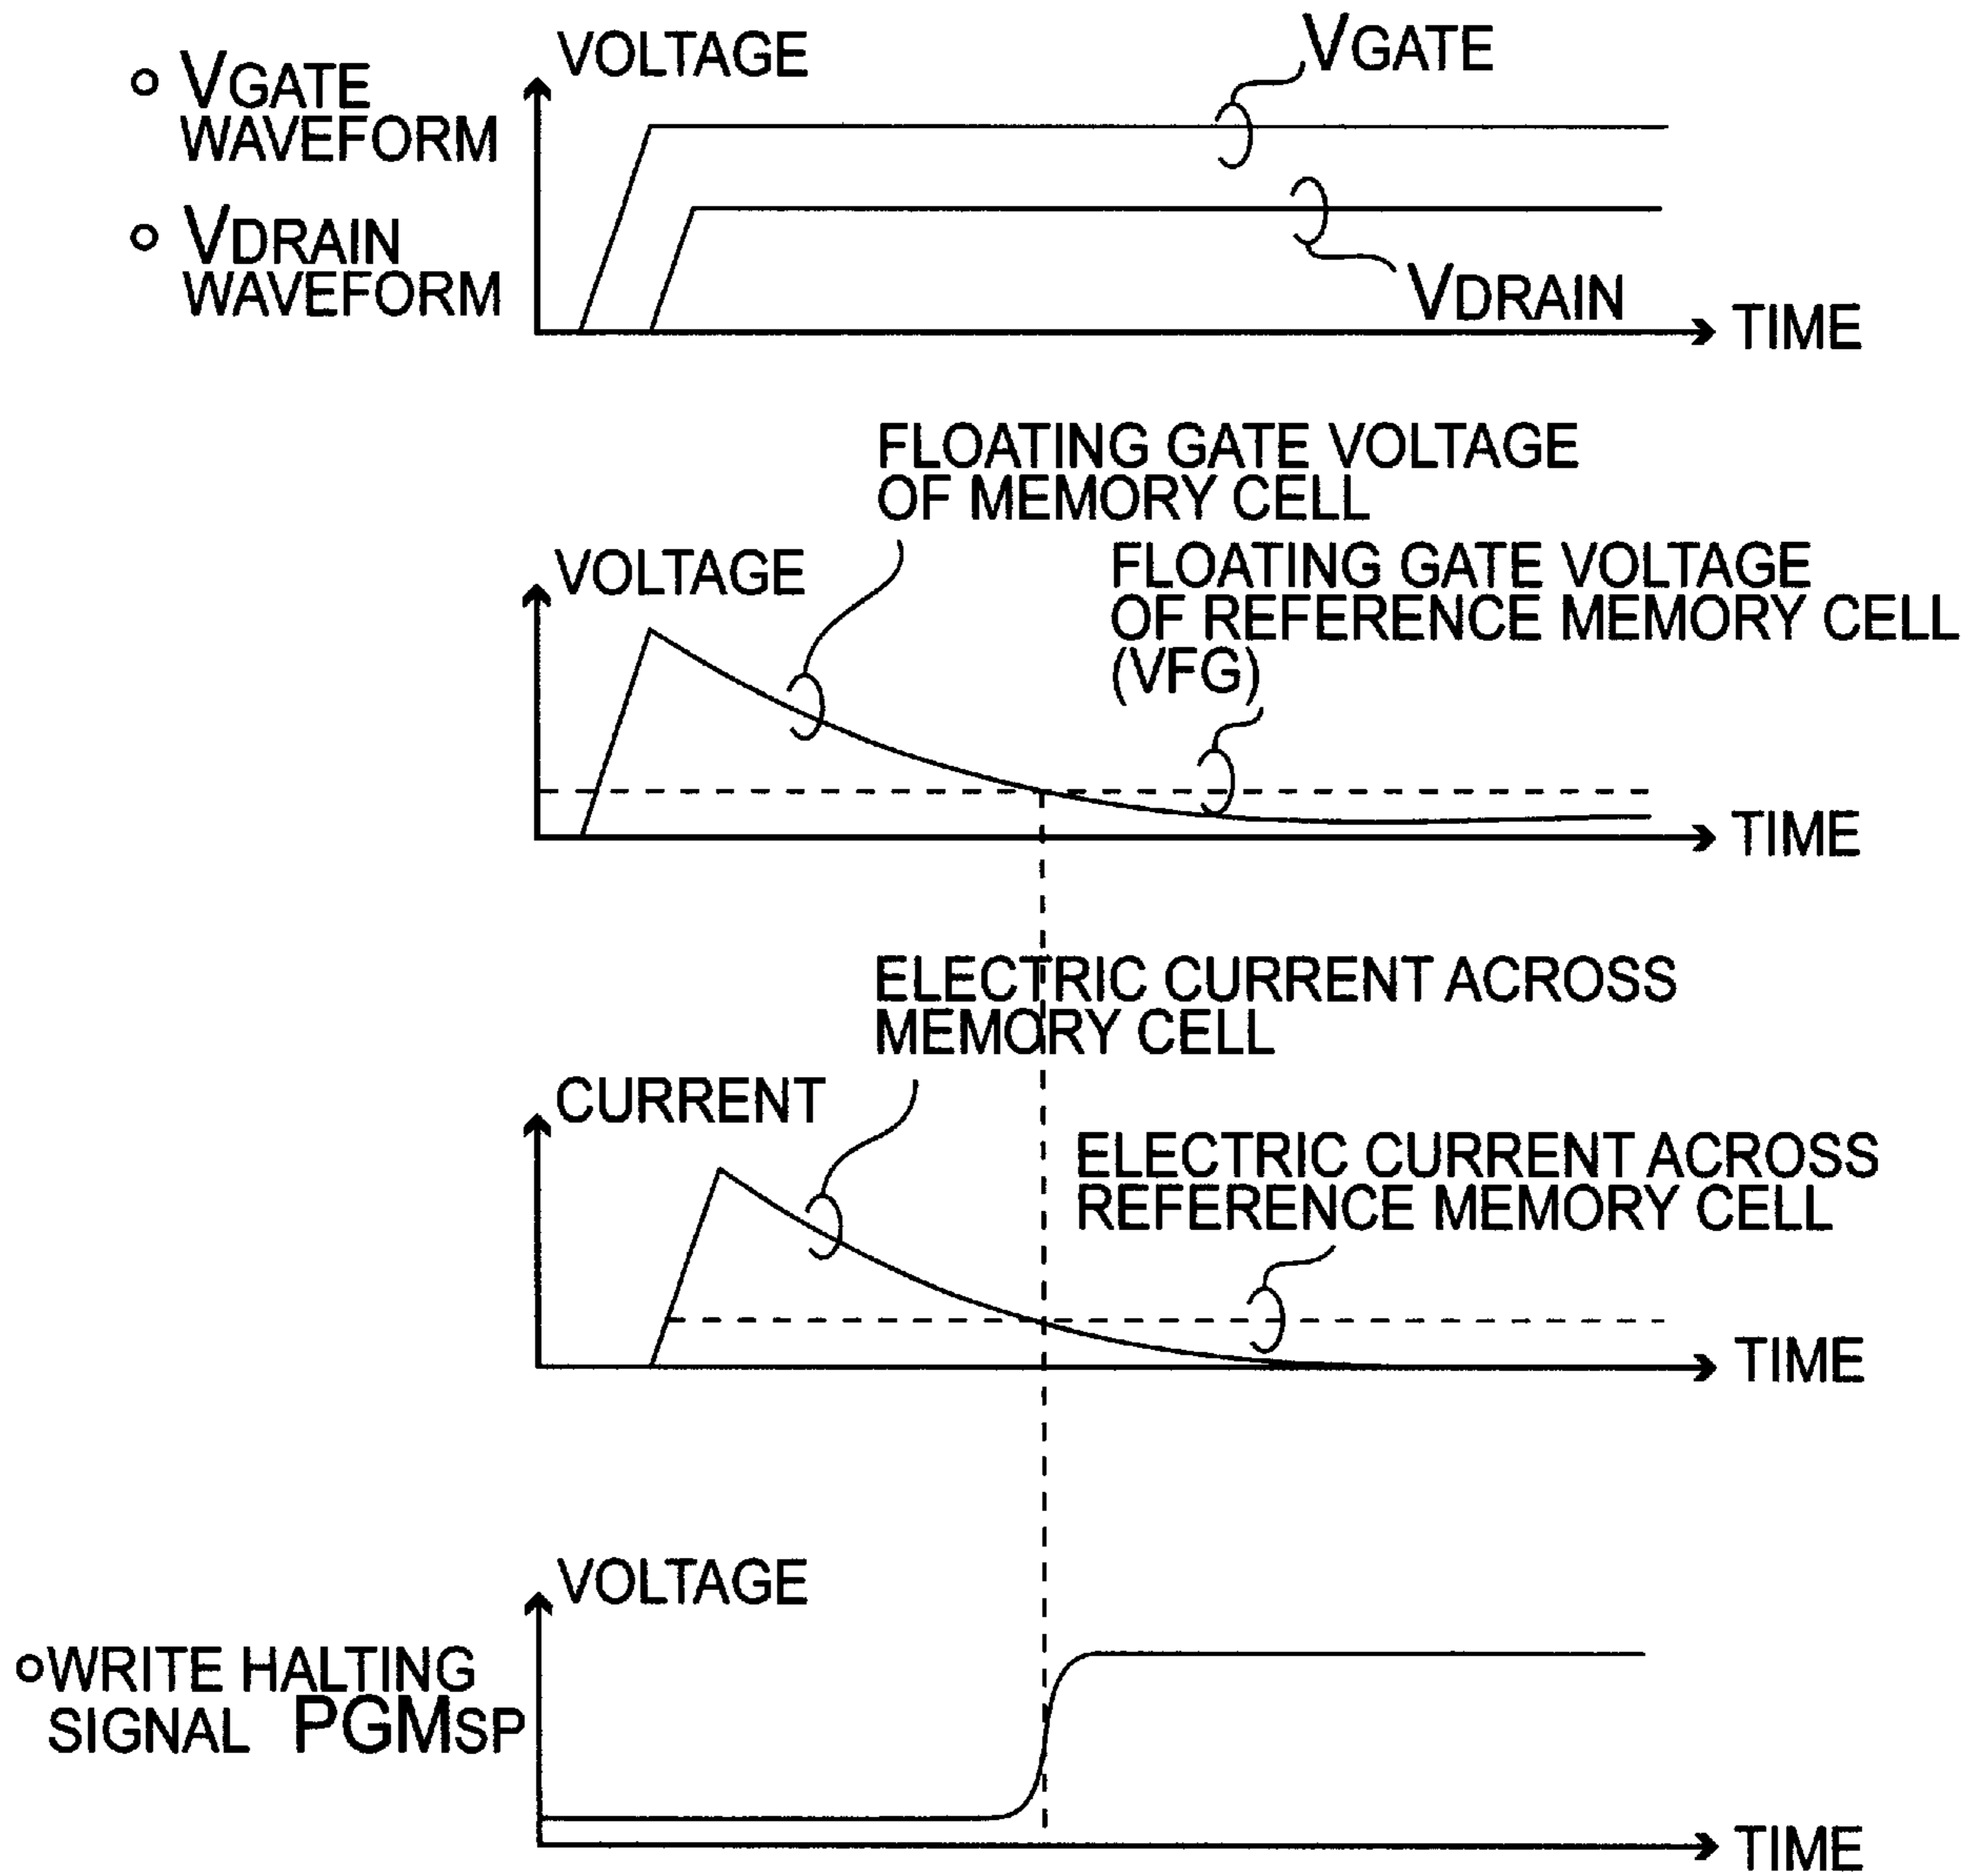 VOLTAGE
VGATE
○ VGATE
WAVEFORM
○ VDRAIN
WAVEFORM
VDRAIN
TIME
FLOATING GATE VOLTAGE
OF MEMORY CELL
VOLTAGE
FLOATING GATE VOLTAGE
OF REFERENCE MEMORY CELL
(VFG)
TIME
ELECTRIC CURRENT ACROSS
MEMORY CELL
CURRENT
ELECTRIC CURRENT ACROSS
REFERENCE MEMORY CELL
TIME
VOLTAGE
○WRITE HALTING
SIGNAL PGMSP
TIME